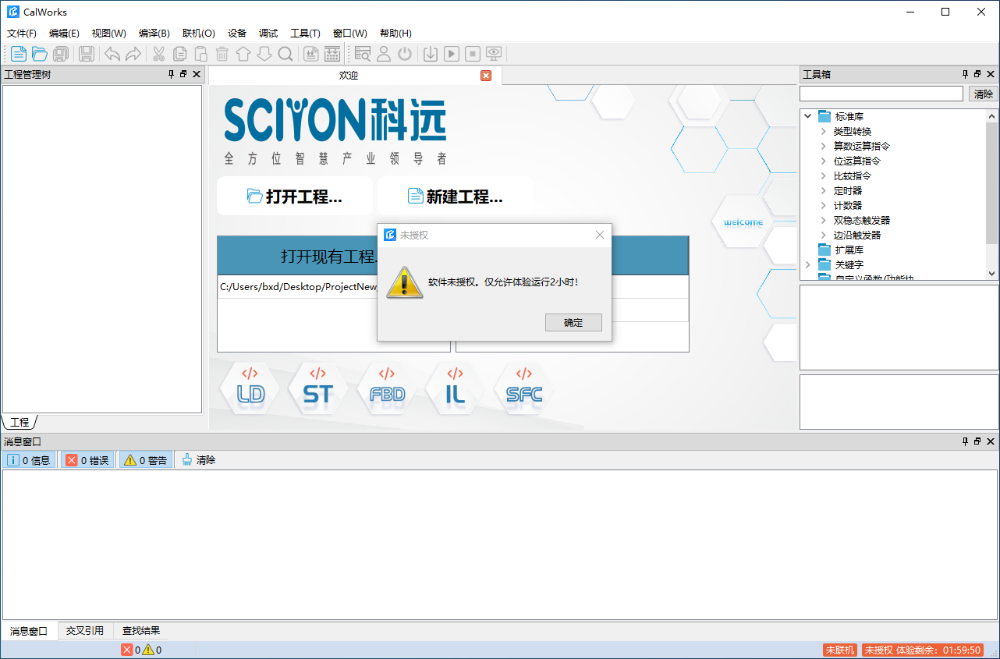 CalWorks
文件(F) 编辑(E) 视图(W) 编译(B) 联机(O) 设备 调试 工具(T) 窗口(W) 帮助(H)
工程管理树
欢迎
工具箱
清除
SCIYON科远
全方位智慧产业领导者
打开工程...
新建工程...
welcome
打开现有工程
C:/Users/bxd/Desktop/ProjectNew
未授权
软件未授权。仅允许体验运行2小时!
确定
LD
ST
FBD
IL
SFC
标准库
类型转换
算数运算指令
位运算指令
比较指令
定时器
计数器
双稳态触发器
边沿触发器
扩展库
关键字
自定义函数/功能块
工程
消息窗口
0 信息 0 错误 0 警告 清除
消息窗口 交叉引用 查找结果
0 0
未联机 未授权 体验剩余：01:59:50